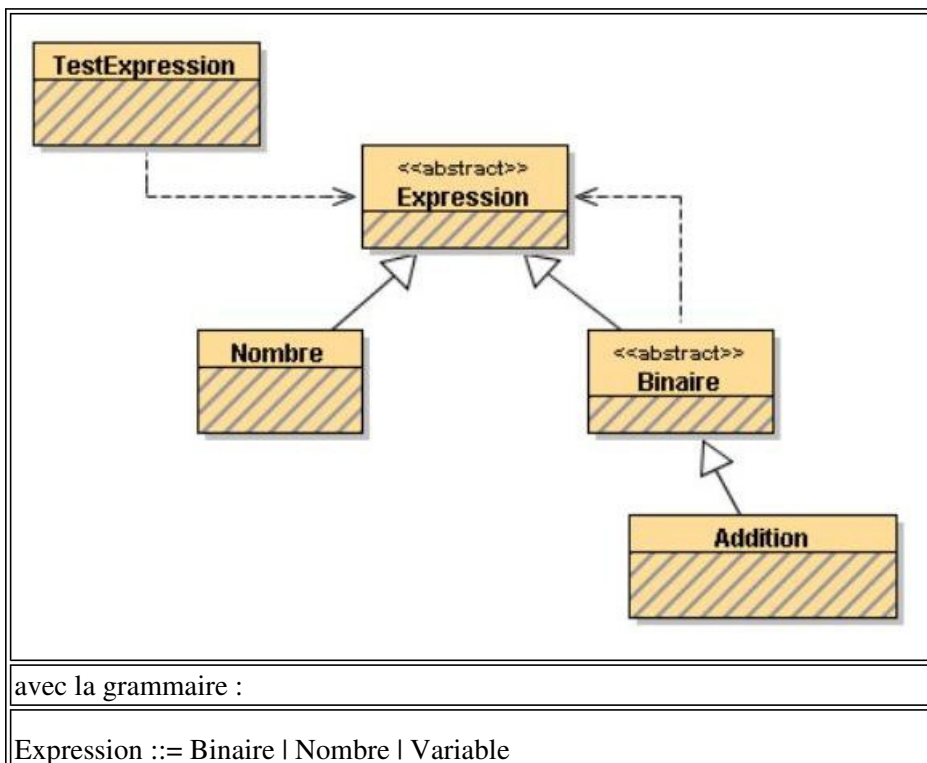 TestExpression
<<abstract>>
Expression
Nombre
<<abstract>>
Binaire
Addition
avec la grammaire :
Expression ::= Binaire | Nombre | Variable